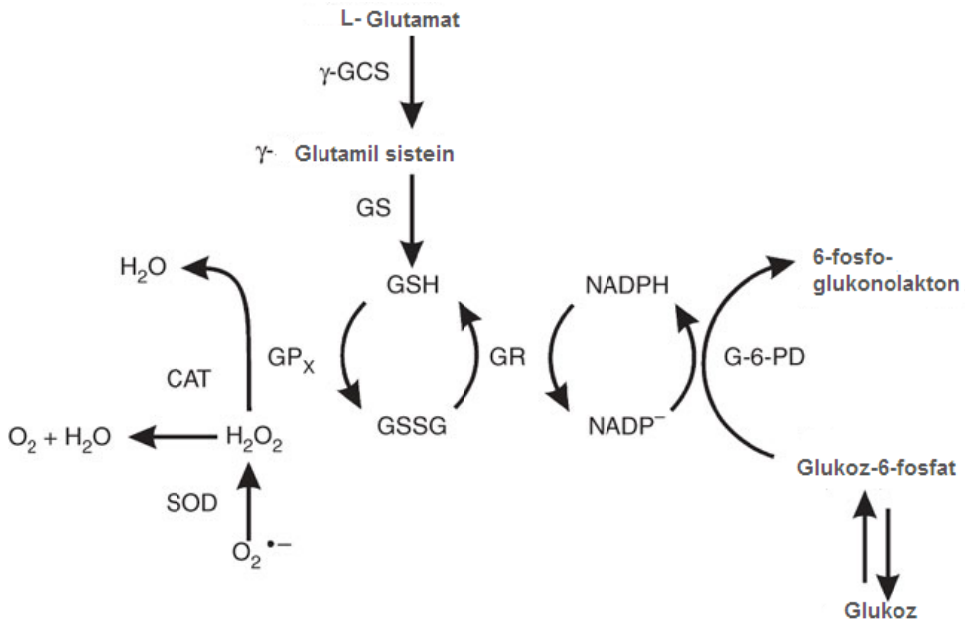 L- Glutamat
γ-GCS
γ- Glutamil sistein
GS
H₂O
GSH
NADPH
6-fosfo-
glukonolakton
CAT
GPX
GR
G-6-PD
GSSG
NADP⁻
O₂ + H₂O
H₂O₂
Glukoz-6-fosfat
SOD
O₂ •–
Glukoz